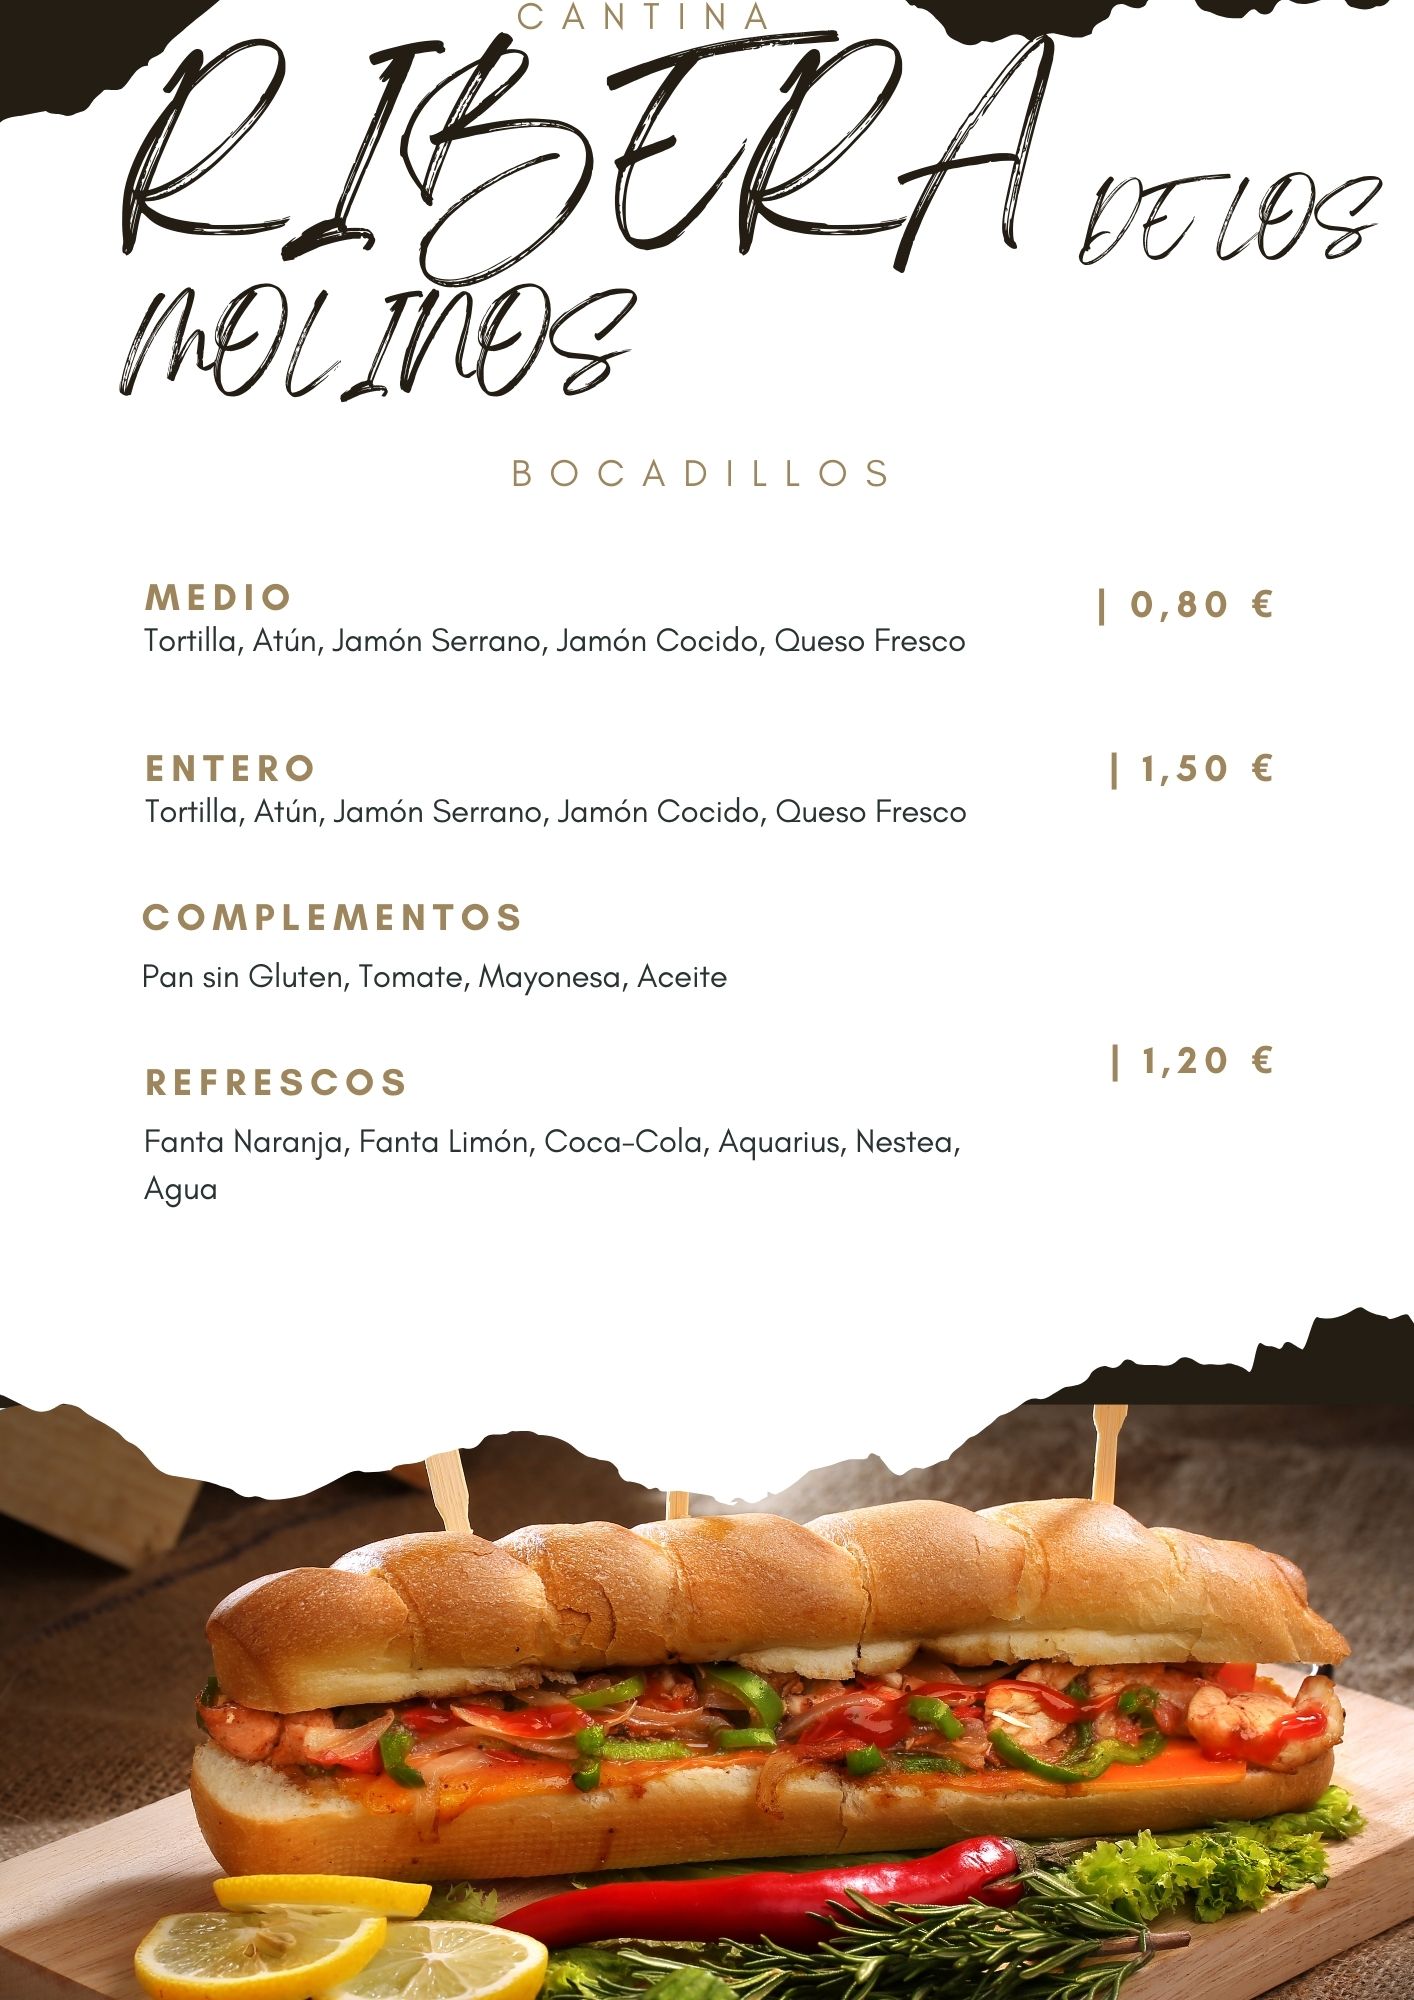 CANTINA
RIBERA DE LOS
MOLINOS
BOCADILLOS
MEDIO | 0,80 €
Tortilla, Atún, Jamón Serrano, Jamón Cocido, Queso Fresco
ENTERO | 1,50 €
Tortilla, Atún, Jamón Serrano, Jamón Cocido, Queso Fresco
COMPLEMENTOS
Pan sin Gluten, Tomate, Mayonesa, Aceite
REFRESCOS | 1,20 €
Fanta Naranja, Fanta Limón, Coca-Cola, Aquarius, Nestea,
Agua